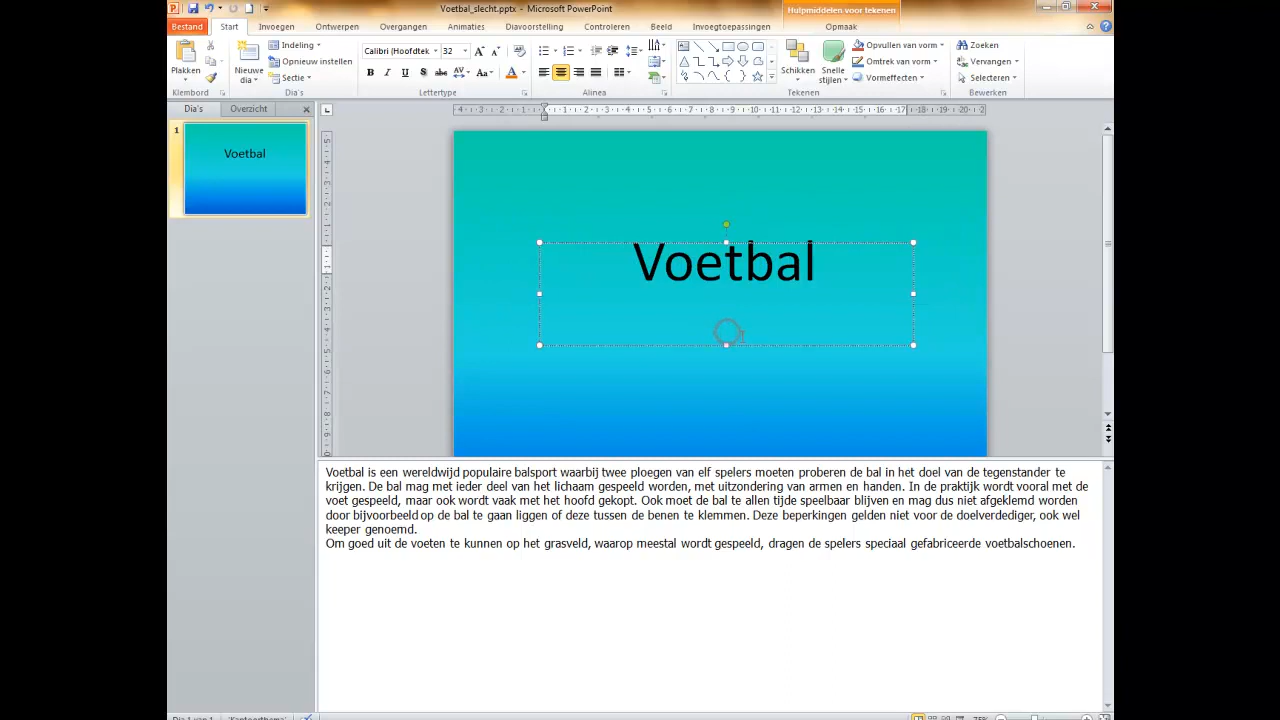 Voetbal_slecht.pptx - Microsoft PowerPoint
Hulpmiddelen voor tekenen
Bestand Start Invoegen Ontwerpen Overgangen Animaties Diavoorstelling Controleren Beeld Invoegtoepassingen Opmaak
Plakken
Klembord
Nieuwe dia
Indeling
Opnieuw instellen
Sectie
Dia's
Calibri (Hoofdtek 32
Lettertype
Alinea
Schikken
Snelle stijlen
Opvullen van vorm
Omtrek van vorm
Vormeffecten
Tekenen
Zoeken
Vervangen
Selecteren
Bewerken
Dia's Overzicht
1
Voetbal
Voetbal
Voetbal is een wereldwijd populaire balsport waarbij twee ploegen van elf spelers moeten proberen de bal in het doel van de tegenstander te
krijgen. De bal mag met ieder deel van het lichaam gespeeld worden, met uitzondering van armen en handen. In de praktijk wordt vooral met de
voet gespeeld, maar ook wordt vaak met het hoofd gekopt. Ook moet de bal te allen tijde speelbaar blijven en mag dus niet afgeklemd worden
door bijvoorbeeld op de bal te gaan liggen of deze tussen de benen te klemmen. Deze beperkingen gelden niet voor de doelverdediger, ook wel
keeper genoemd.
Om goed uit de voeten te kunnen op het grasveld, waarop meestal wordt gespeeld, dragen de spelers speciaal gefabriceerde voetbalschoenen.
Dia 1 van 1 'Kantoorthema' 75%